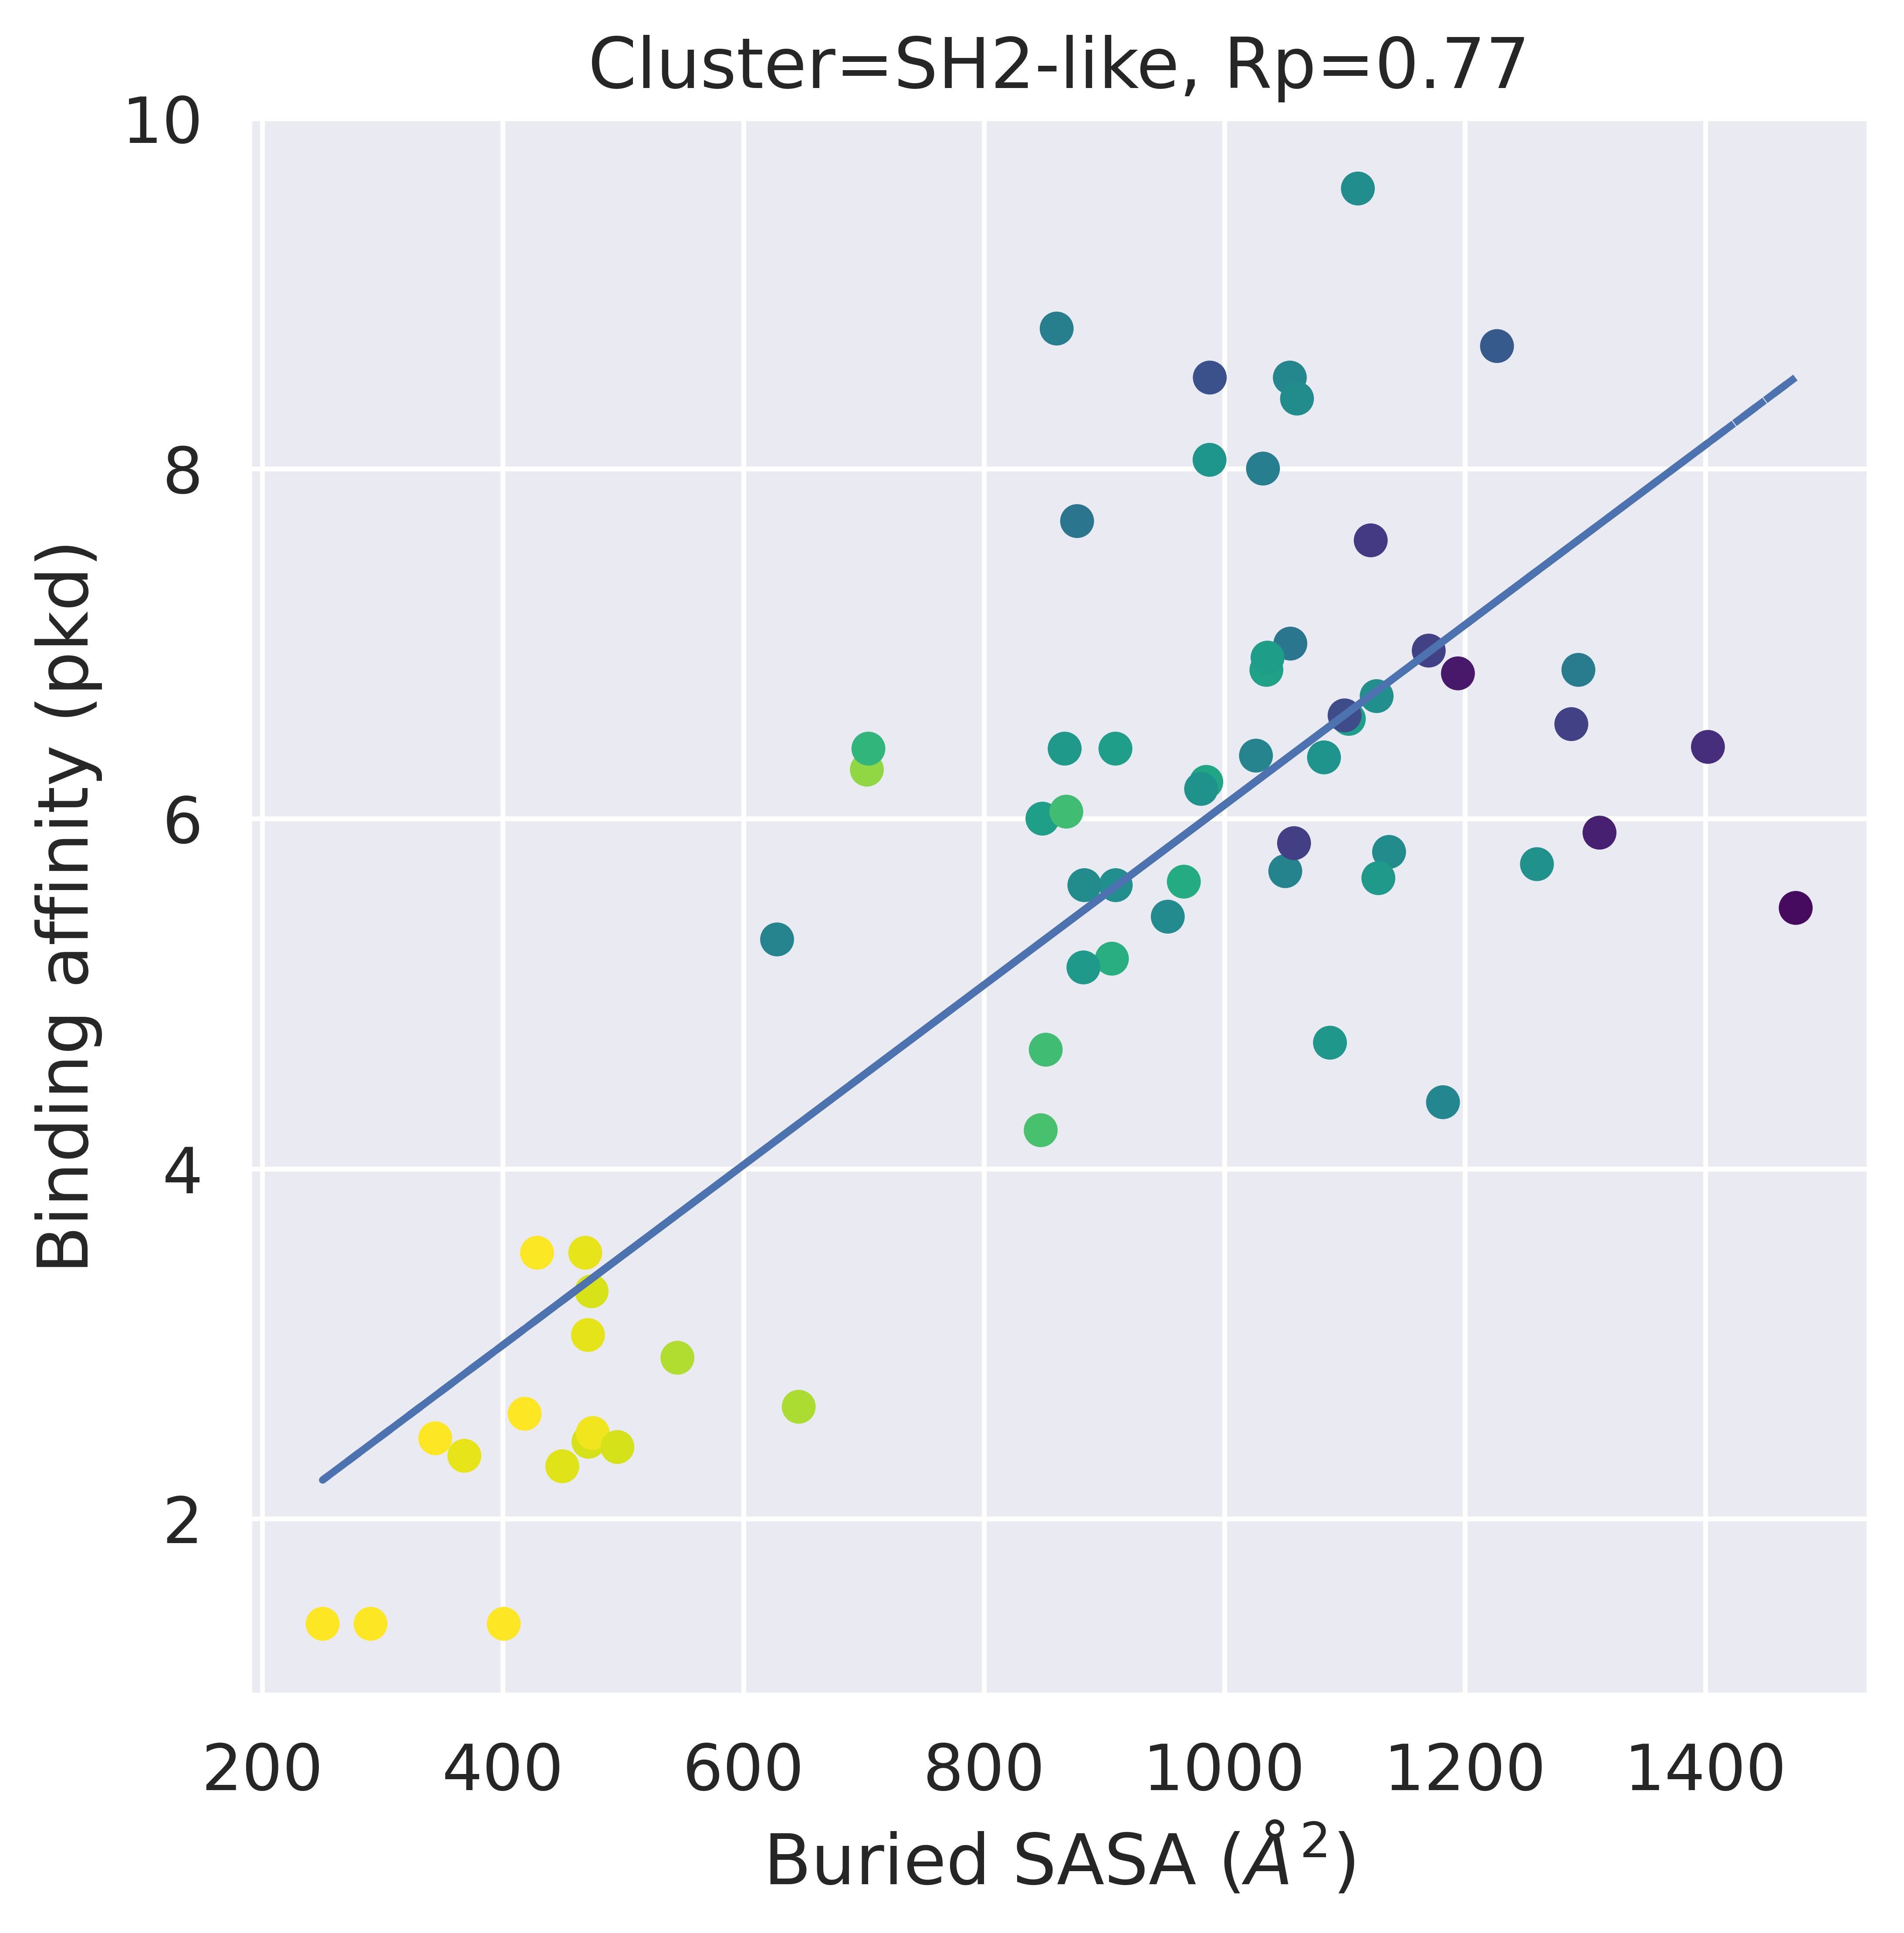 Cluster=SH2-like, Rp=0.77
10
8
6
4
2
Binding affinity (pkd)
200 400 600 800 1000 1200 1400
Buried SASA (Å²)